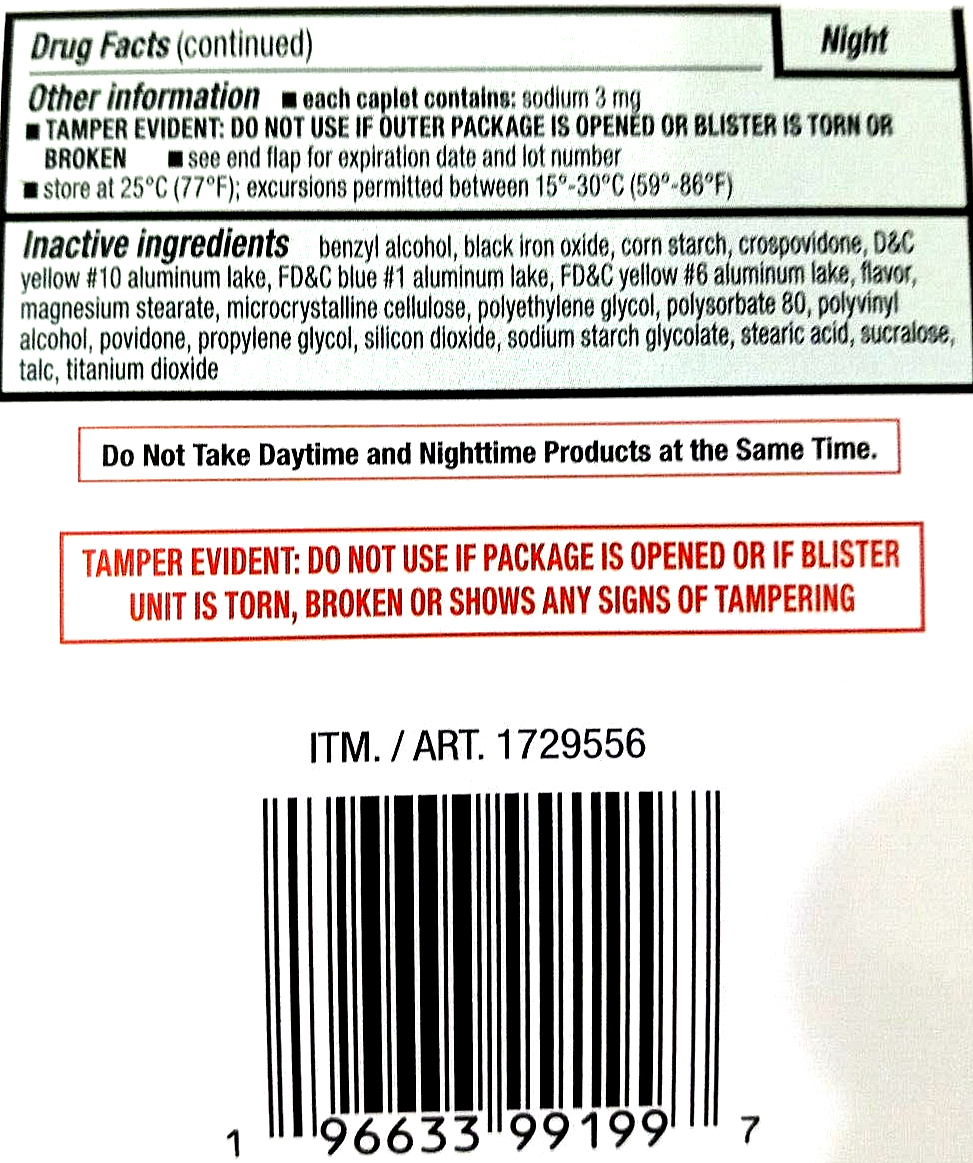 Drug Facts (continued)
Night
Other information ■ each caplet contains: sodium 3 mg
■ TAMPER EVIDENT: DO NOT USE IF OUTER PACKAGE IS OPENED OR BLISTER IS TORN OR
BROKEN ■ see end flap for expiration date and lot number
■ store at 25°C (77°F); excursions permitted between 15°-30°C (59°-86°F)
Inactive ingredients benzyl alcohol, black iron oxide, corn starch, crospovidone, D&C
yellow #10 aluminum lake, FD&C blue #1 aluminum lake, FD&C yellow #6 aluminum lake, flavor,
magnesium stearate, microcrystalline cellulose, polyethylene glycol, polysorbate 80, polyvinyl
alcohol, povidone, propylene glycol, silicon dioxide, sodium starch glycolate, stearic acid, sucralose,
talc, titanium dioxide
Do Not Take Daytime and Nighttime Products at the Same Time.
TAMPER EVIDENT: DO NOT USE IF PACKAGE IS OPENED OR IF BLISTER
UNIT IS TORN, BROKEN OR SHOWS ANY SIGNS OF TAMPERING
ITM. / ART. 1729556
1 96633 99199 7